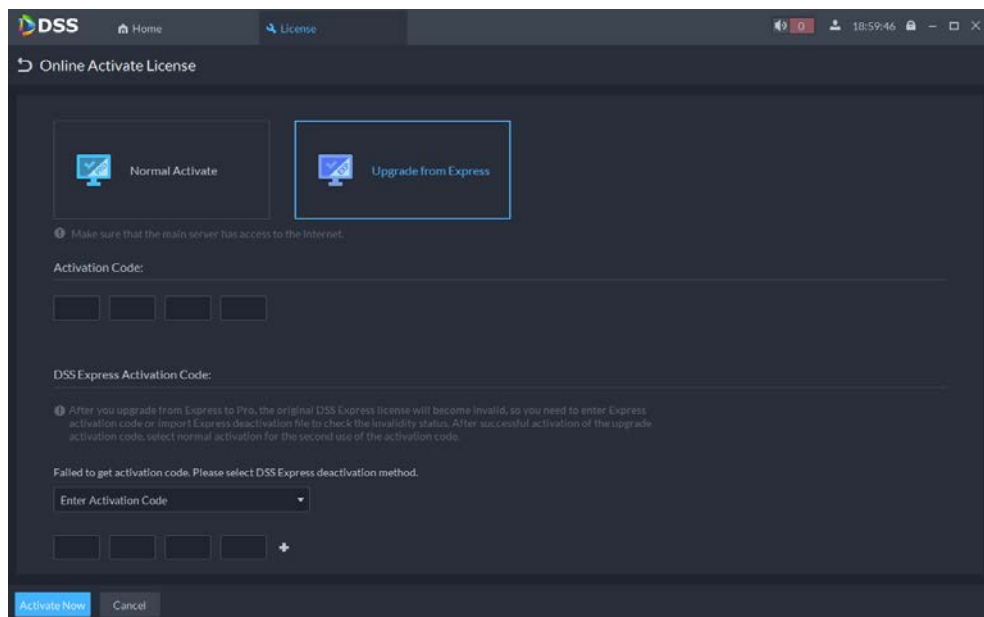 DSS Home License 0 18:59:46
Online Activate License
Normal Activate Upgrade from Express
Make sure that the main server has access to the Internet.
Activation Code:
DSS Express Activation Code:
After you upgrade from Express to Pro, the original DSS Express license will become invalid, so you need to enter Express
activation code or import Express deactivation file to check the invalidity status. After successful activation of the upgrade
activation code, select normal activation for the second use of the activation code.
Failed to get activation code. Please select DSS Express deactivation method.
Enter Activation Code
Activate Now Cancel